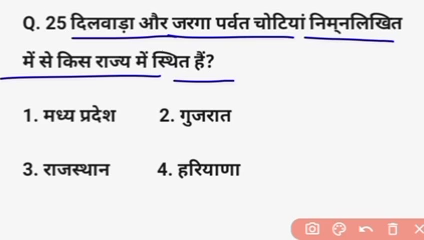 Q. 25 दिलवाड़ा और जरगा पर्वत चोटियां निम्नलिखित
में से किस राज्य में स्थित हैं?
1. मध्य प्रदेश 2. गुजरात
3. राजस्थान 4. हरियाणा